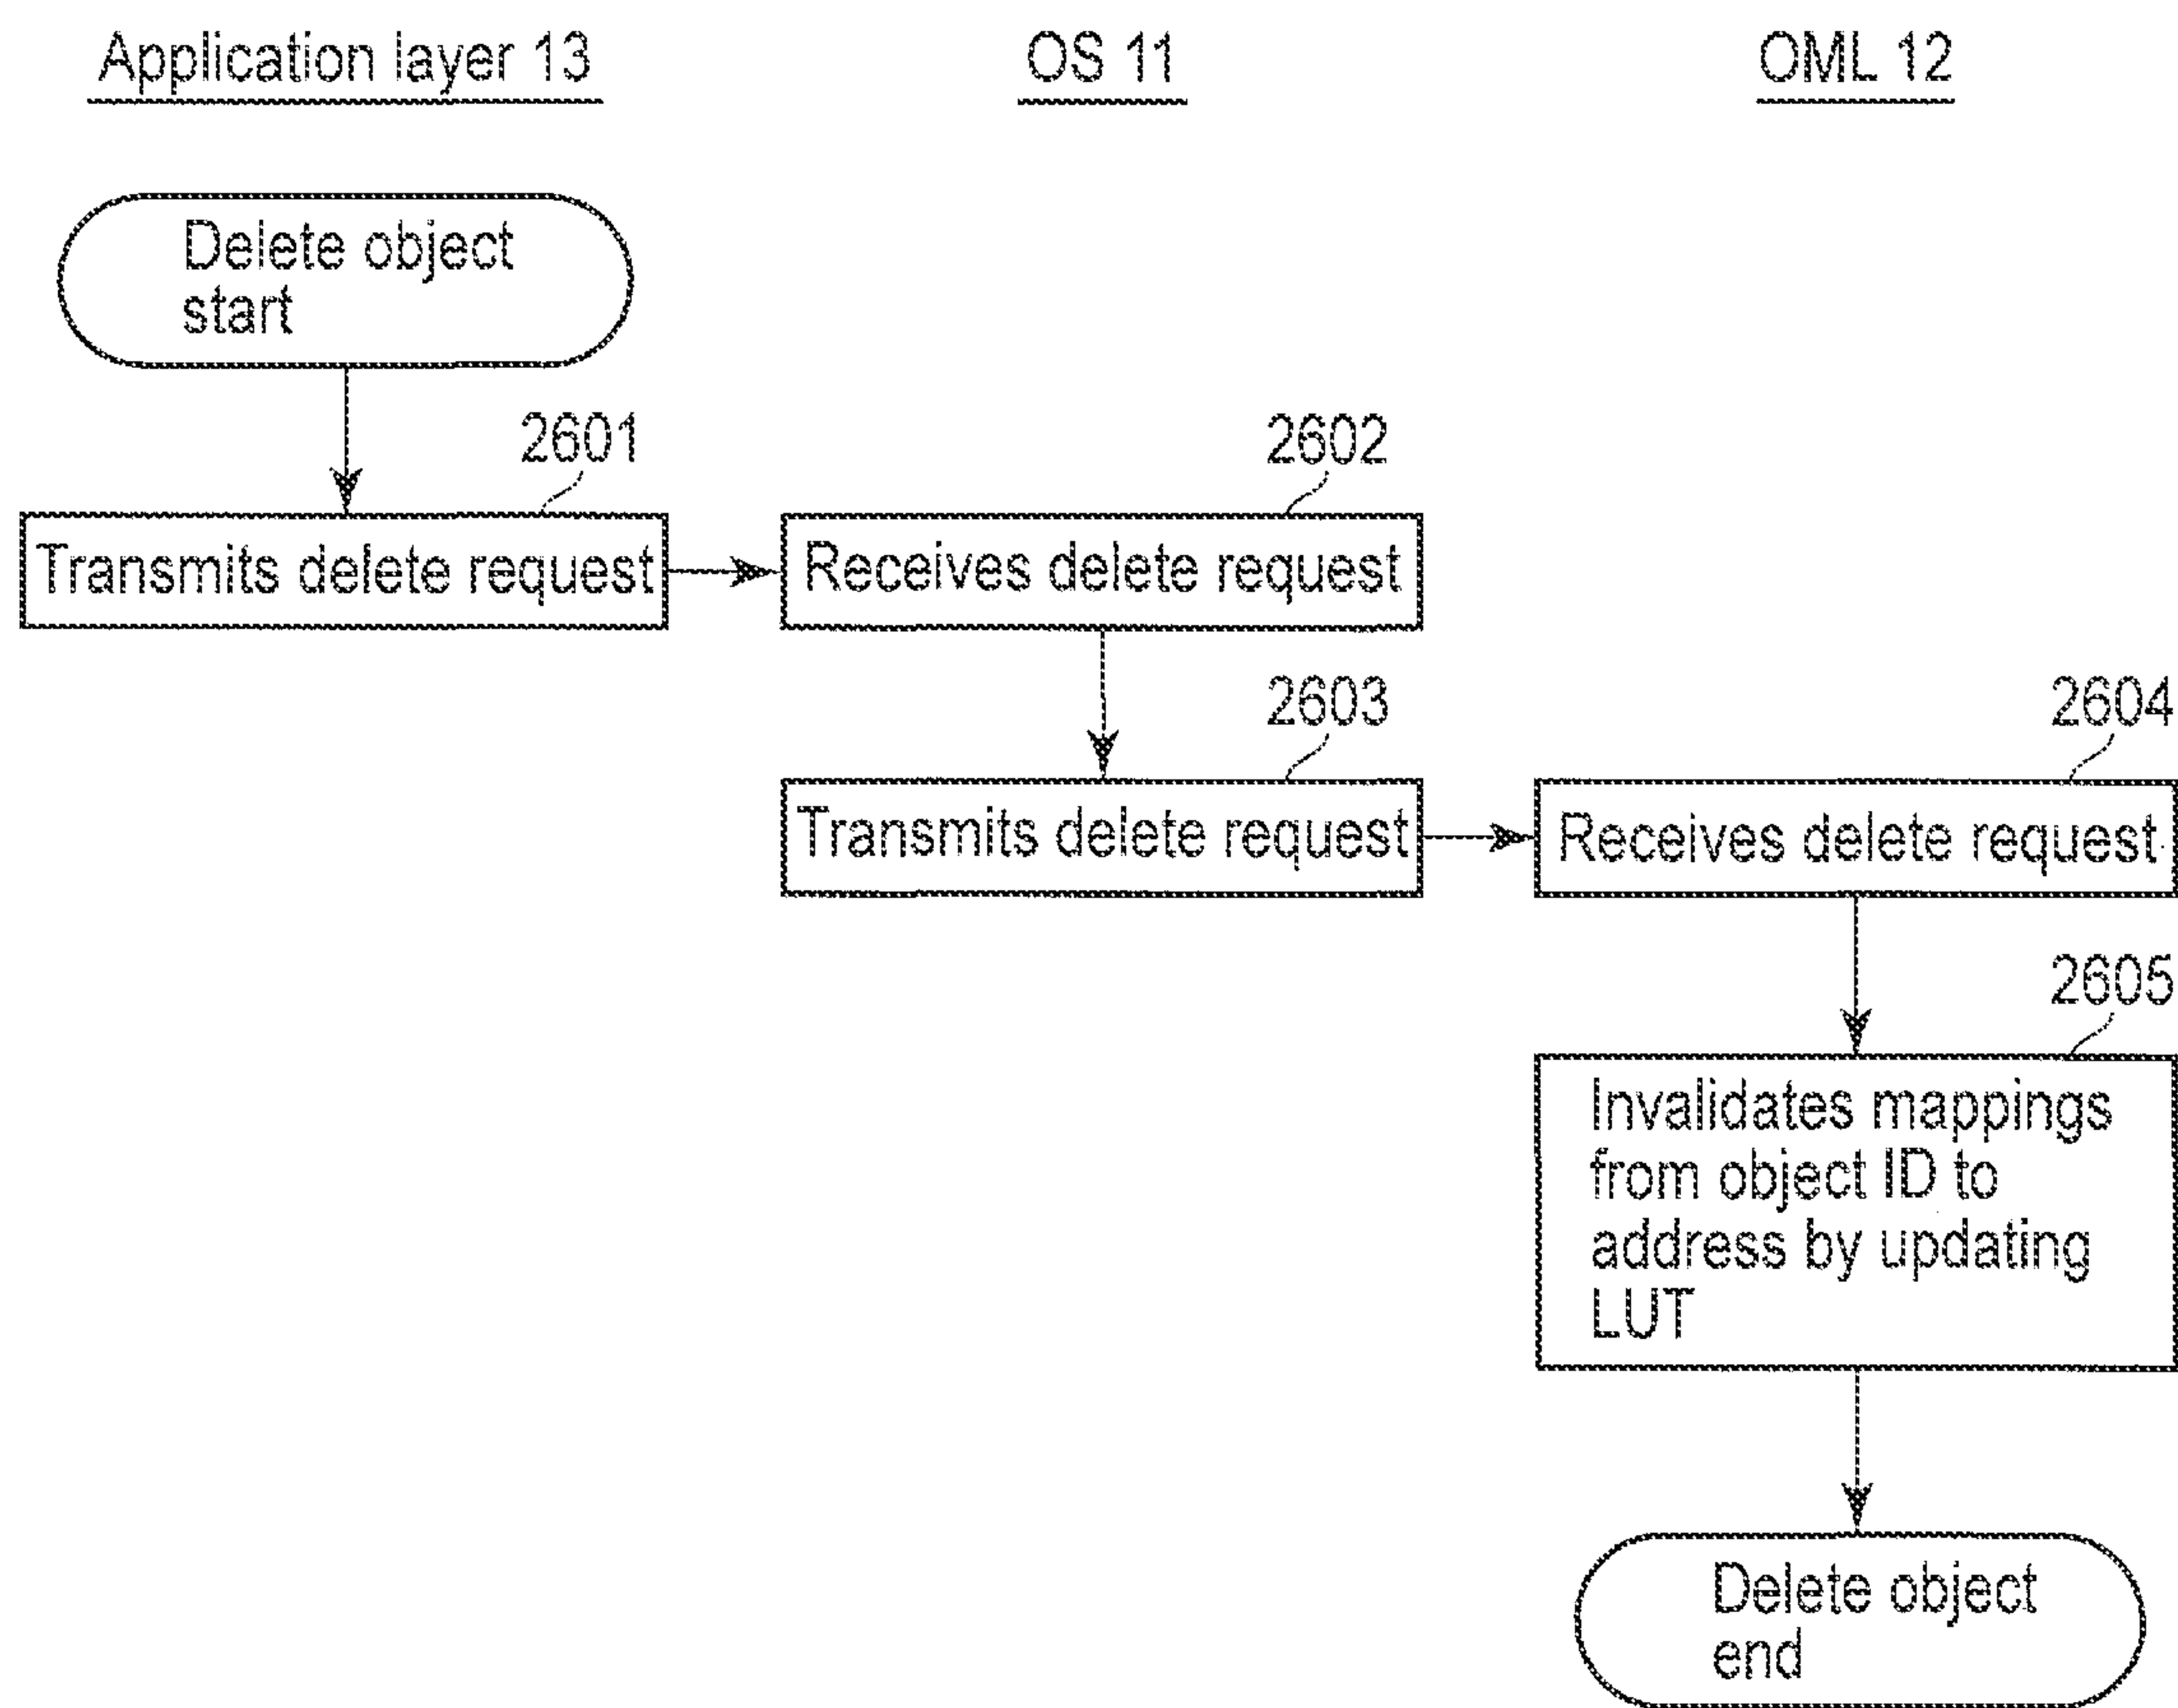 Application layer 13
OS 11
OML 12
Delete object
start
2601
2602
Transmits delete request
Receives delete request
2603
2604
Transmits delete request
Receives delete request
2605
Invalidates mappings
from object ID to
address by updating
LUT
Delete object
end